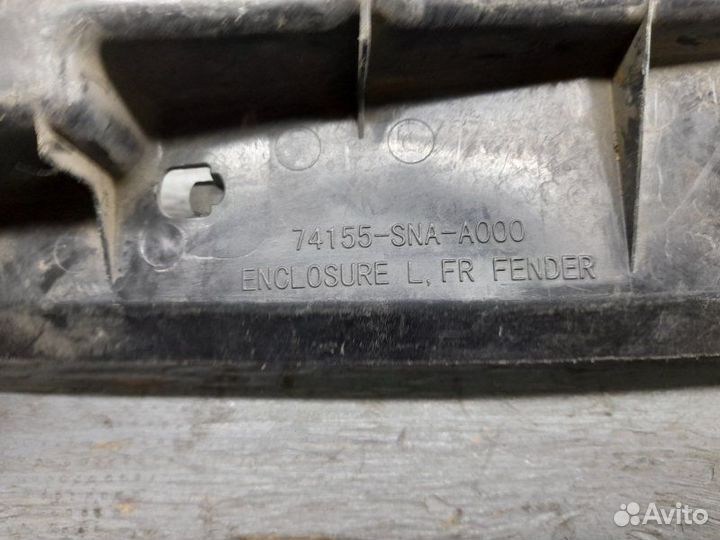 74155-SNA-A000
ENCLOSURE L, FR FENDER
Avito